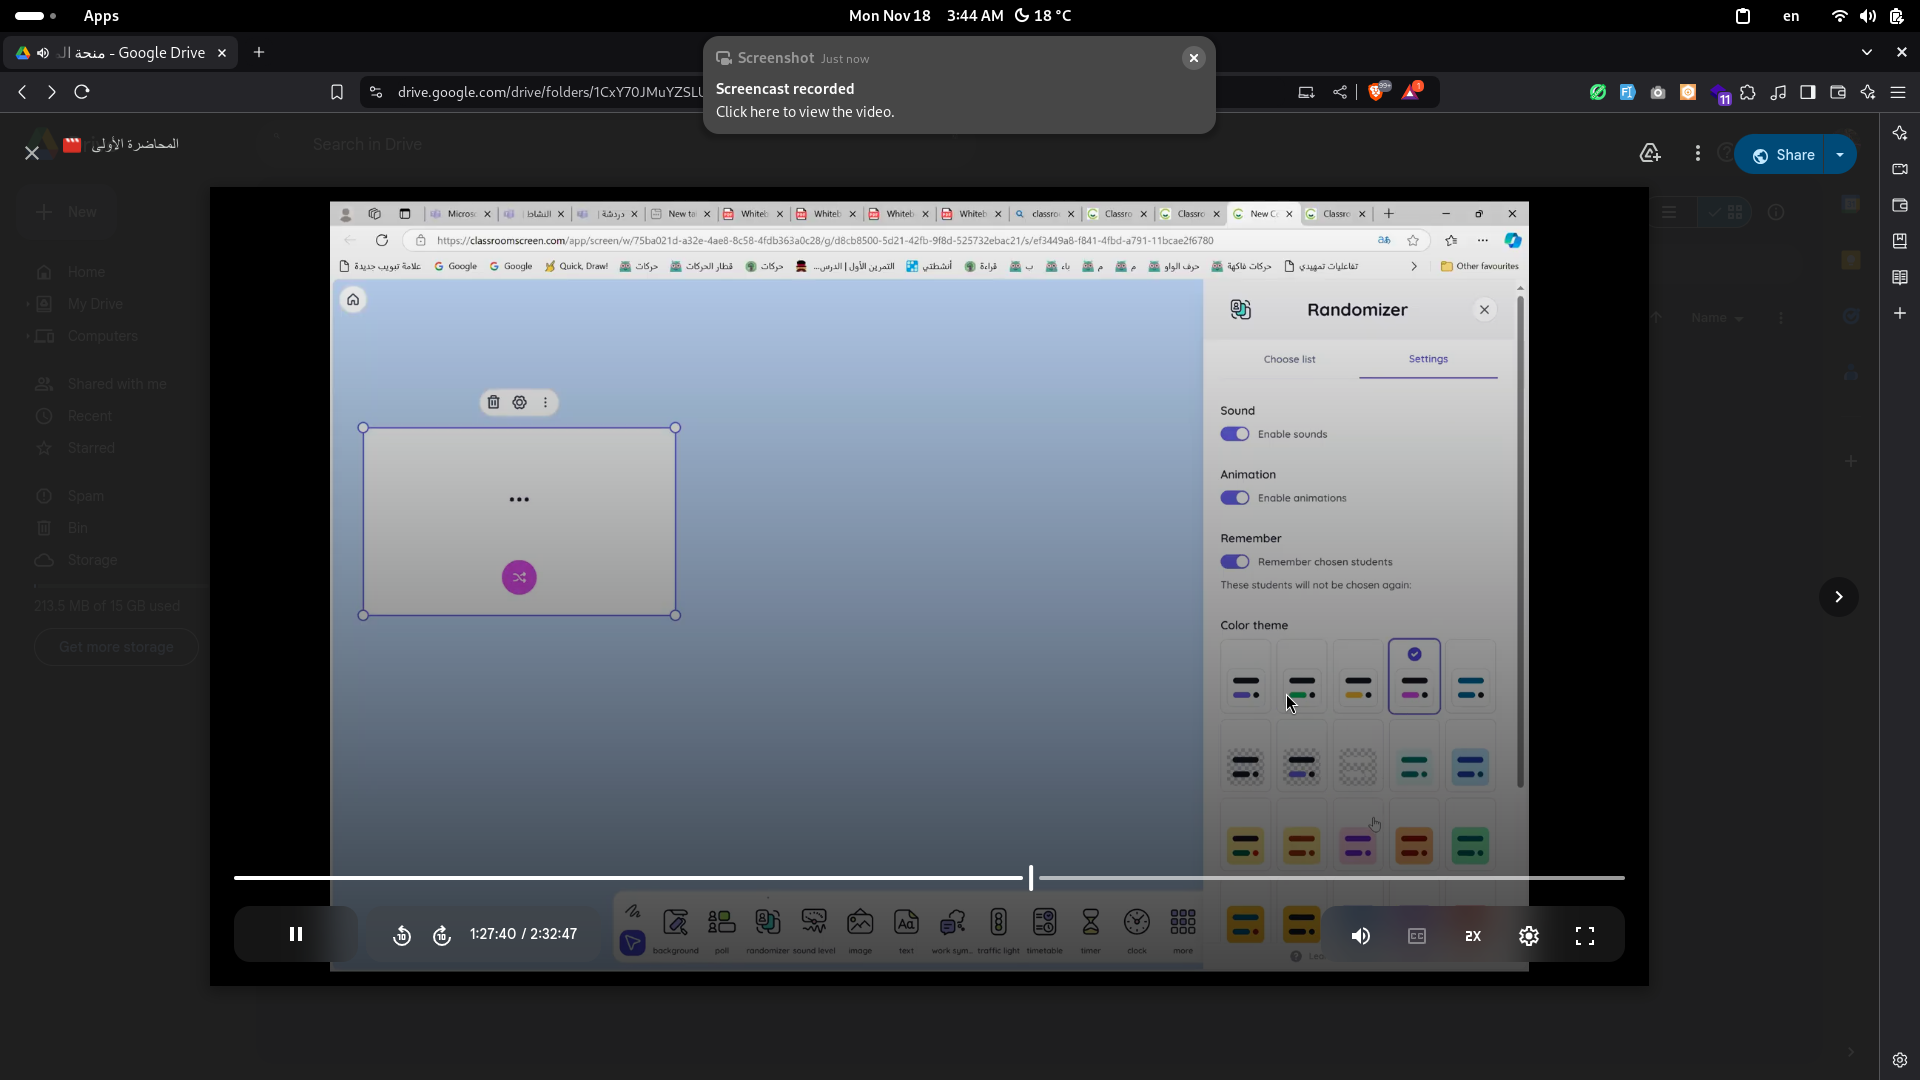 Apps
Mon Nov 18 3:44 AM 18 °C
en
منحة الـ - Google Drive
Screenshot Just now
Screencast recorded
Click here to view the video.
drive.google.com/drive/folders/1CxY70JMuYZSLU
99+
1
11
المحاضرة الأولى
Search in Drive
Share
New
Home
My Drive
Computers
Shared with me
Recent
Starred
Spam
Bin
Storage
213.5 MB of 15 GB used
Get more storage
Name
Micros
النشاط
دردشة
New ta
Whiteb
Whiteb
Whiteb
Whiteb
classro
Classro
Classro
New C
Classro
https://classroomscreen.com/app/screen/w/75ba021d-a32e-4ae8-8c58-4fdb363a0c28/g/d8cb8500-5d21-42fb-9f8d-525732ebac21/s/ef3449a8-f841-4fbd-a791-11bcae2f6780
علامة تبويب جديدة
Google
Google
Quick, Draw!
حركات
قطار الحركات
حركات
التمرين الأول | الدرس...
أنشطتي
قراءة
ب
باء
م
م
حرف الواو
حركات فاكهة
تفاعليات تمهيدي
Other favourites
Randomizer
Choose list
Settings
Sound
Enable sounds
Animation
Enable animations
Remember
Remember chosen students
These students will not be chosen again:
Color theme
...
background
poll
randomizer
sound level
image
text
work sym...
traffic light
timetable
timer
clock
more
Lea
1:27:40 / 2:32:47
CC
2X